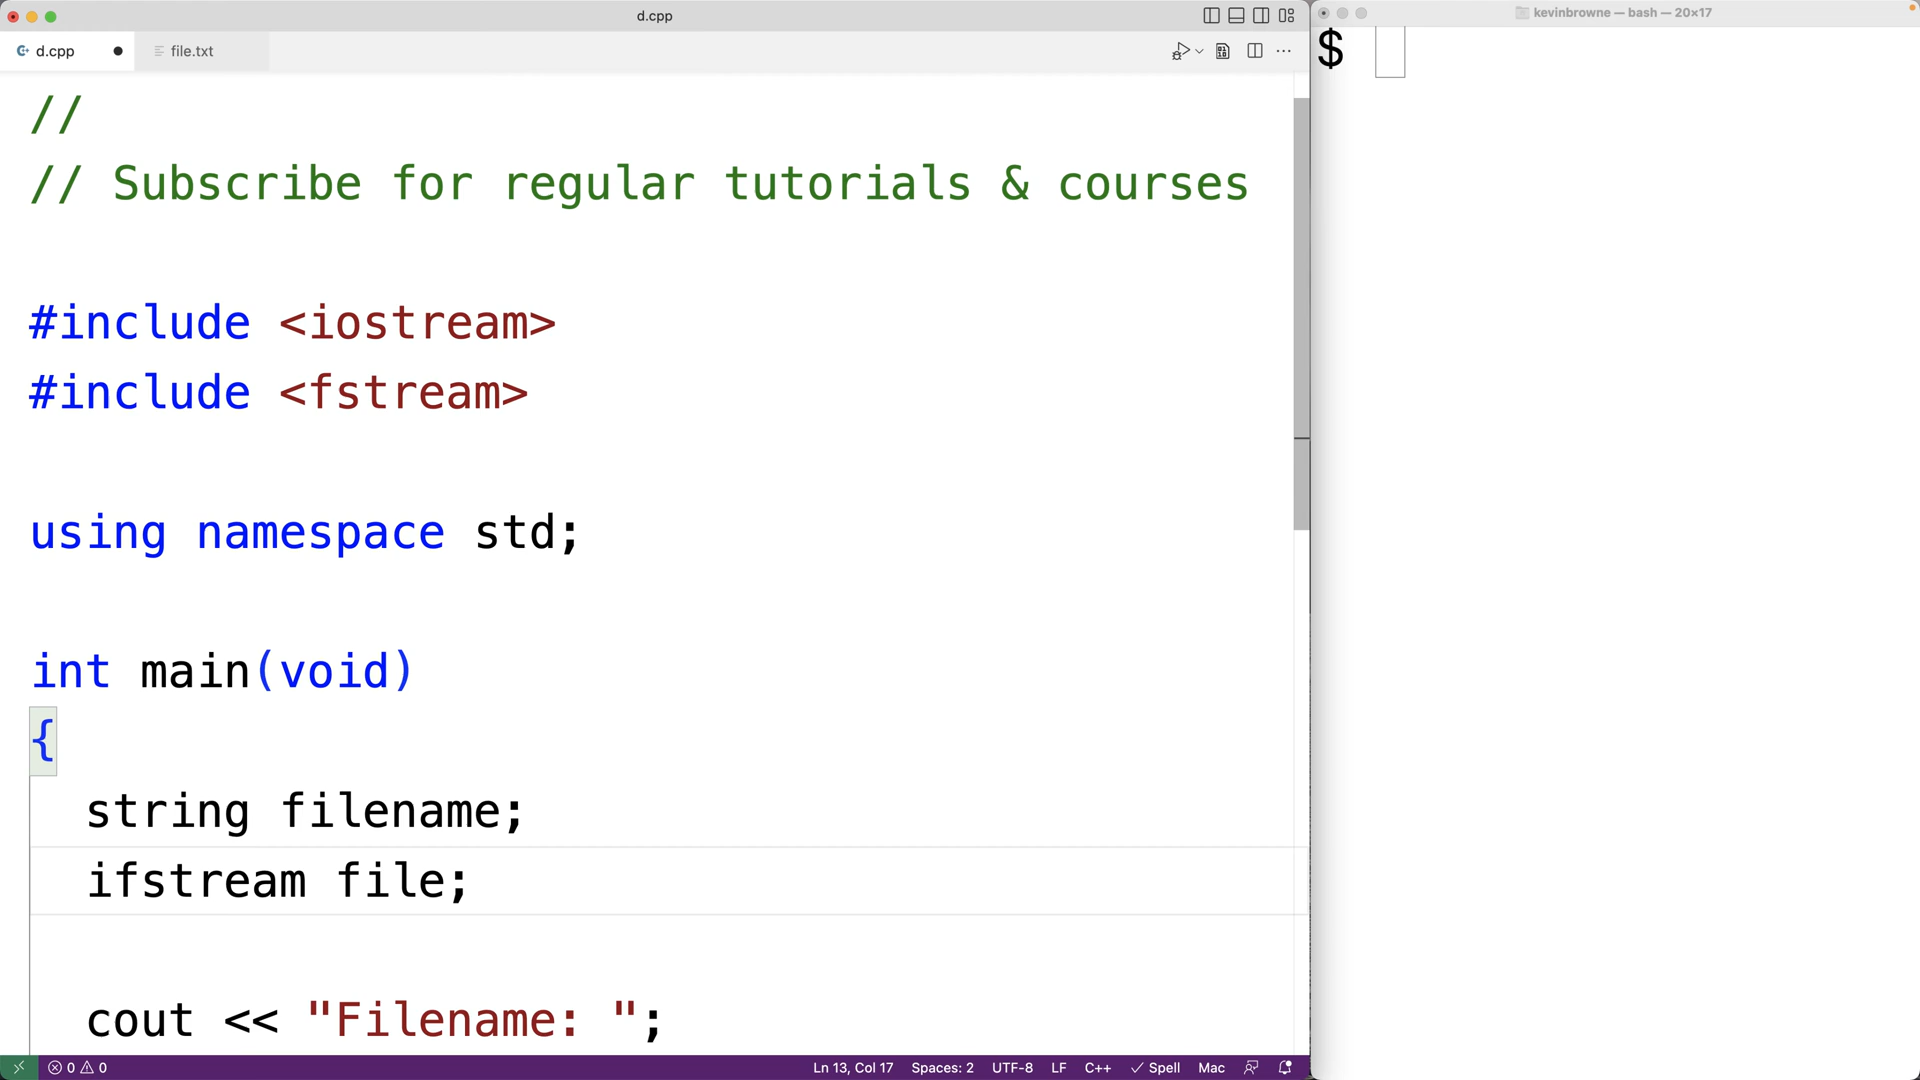 d.cpp
kevinbrowne — bash — 20×17
d.cpp
file.txt
$
//
// Subscribe for regular tutorials & courses
#include <iostream>
#include <fstream>
using namespace std;
int main(void)
{
string filename;
ifstream file;
cout << "Filename: ";
0 0 Ln 13, Col 17 Spaces: 2 UTF-8 LF C++ Spell Mac